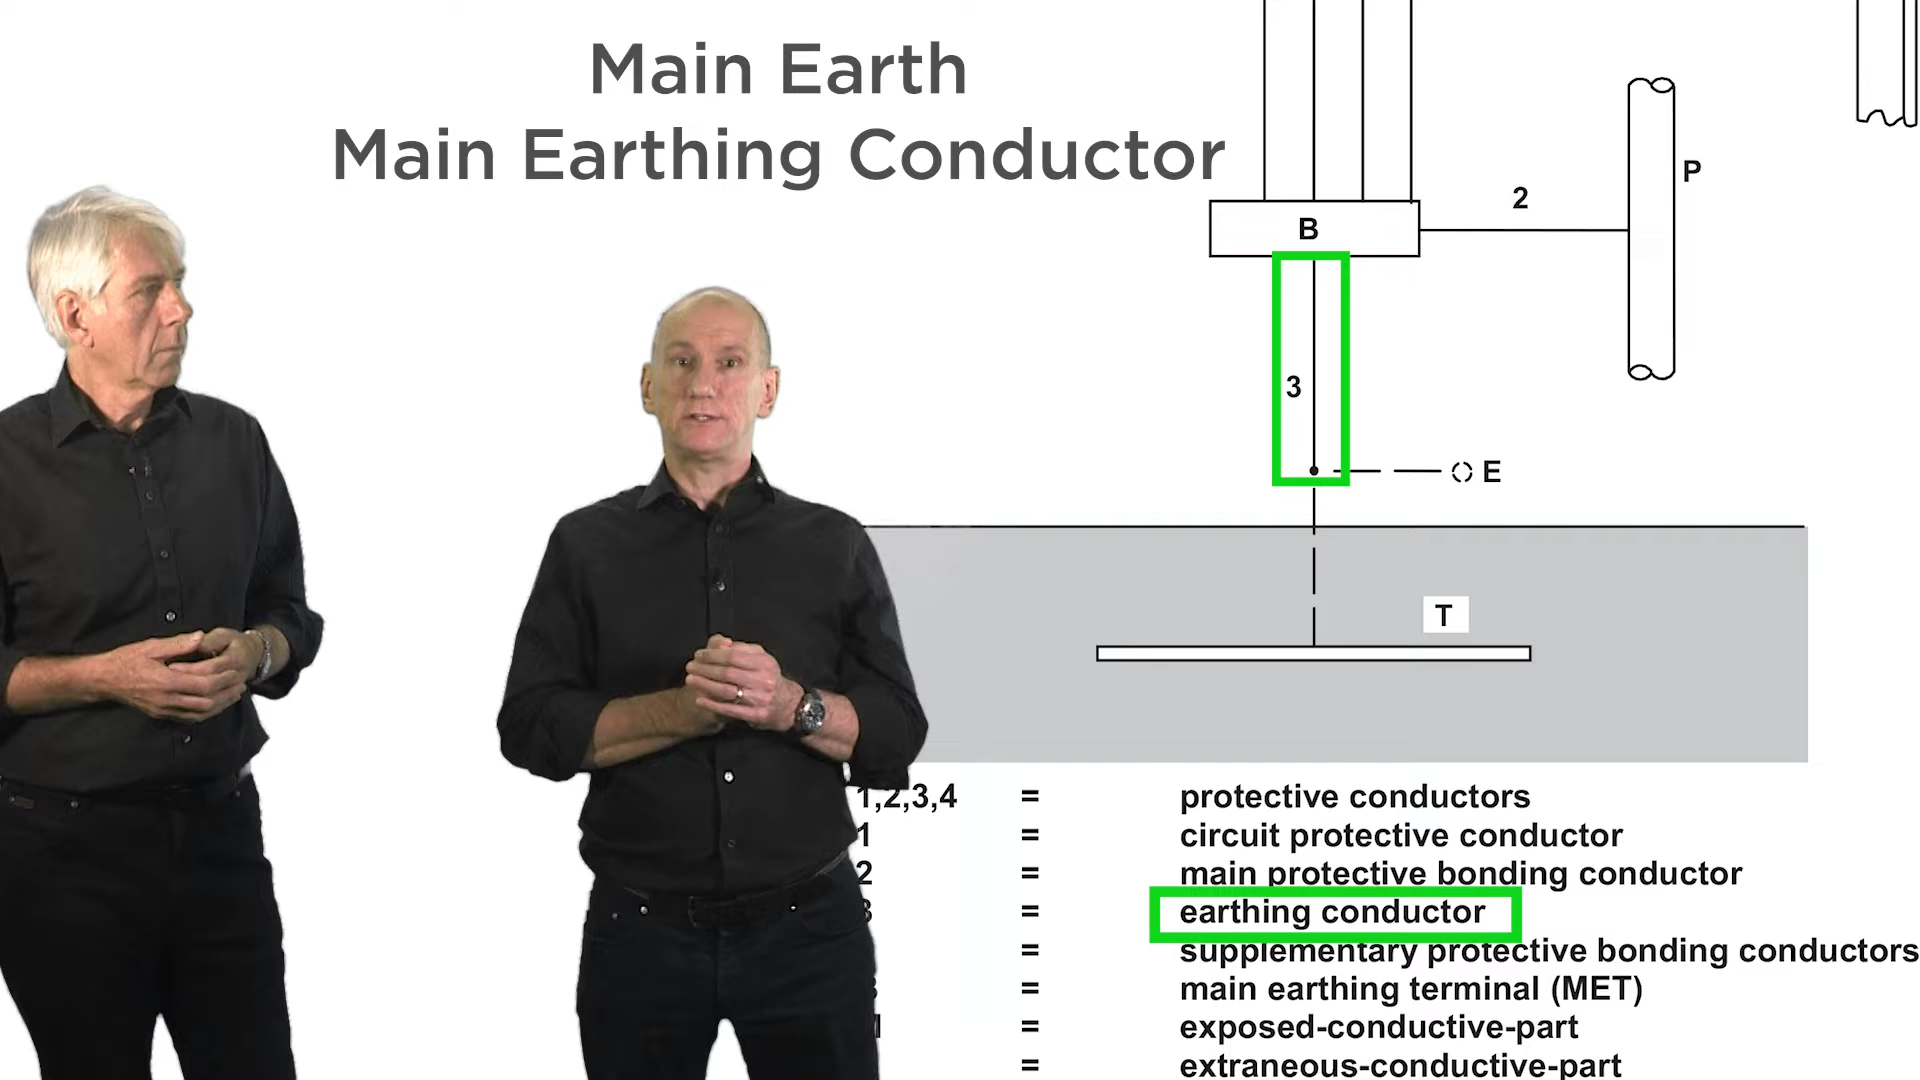 Main Earth
Main Earthing Conductor
P
2
B
3
E
T
1,2,3,4 = protective conductors
1 = circuit protective conductor
2 = main protective bonding conductor
3 = earthing conductor
= supplementary protective bonding conductors
= main earthing terminal (MET)
= exposed-conductive-part
= extraneous-conductive-part